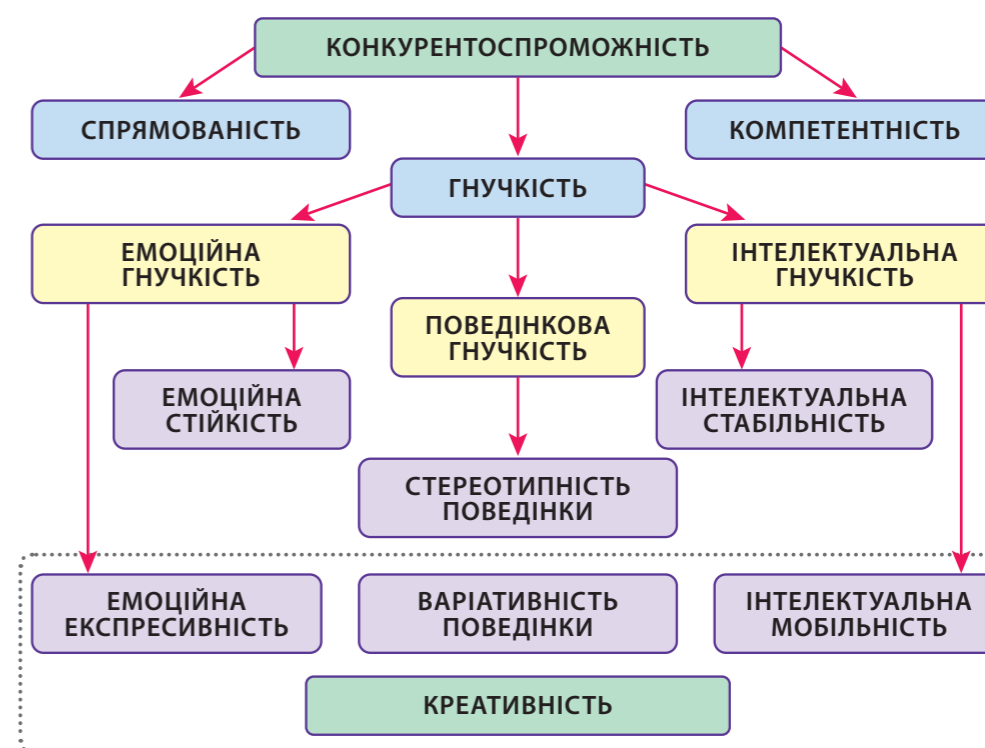 КОНКУРЕНТОСПРОМОЖНІСТЬ
СПРЯМОВАНІСТЬ
КОМПЕТЕНТНІСТЬ
ГНУЧКІСТЬ
ЕМОЦІЙНА
ГНУЧКІСТЬ
ІНТЕЛЕКТУАЛЬНА
ГНУЧКІСТЬ
ПОВЕДІНКОВА
ГНУЧКІСТЬ
ЕМОЦІЙНА
СТІЙКІСТЬ
ІНТЕЛЕКТУАЛЬНА
СТАБІЛЬНІСТЬ
СТЕРЕОТИПНІСТЬ
ПОВЕДІНКИ
ЕМОЦІЙНА
ЕКСПРЕСИВНІСТЬ
ВАРІАТИВНІСТЬ
ПОВЕДІНКИ
ІНТЕЛЕКТУАЛЬНА
МОБІЛЬНІСТЬ
КРЕАТИВНІСТЬ